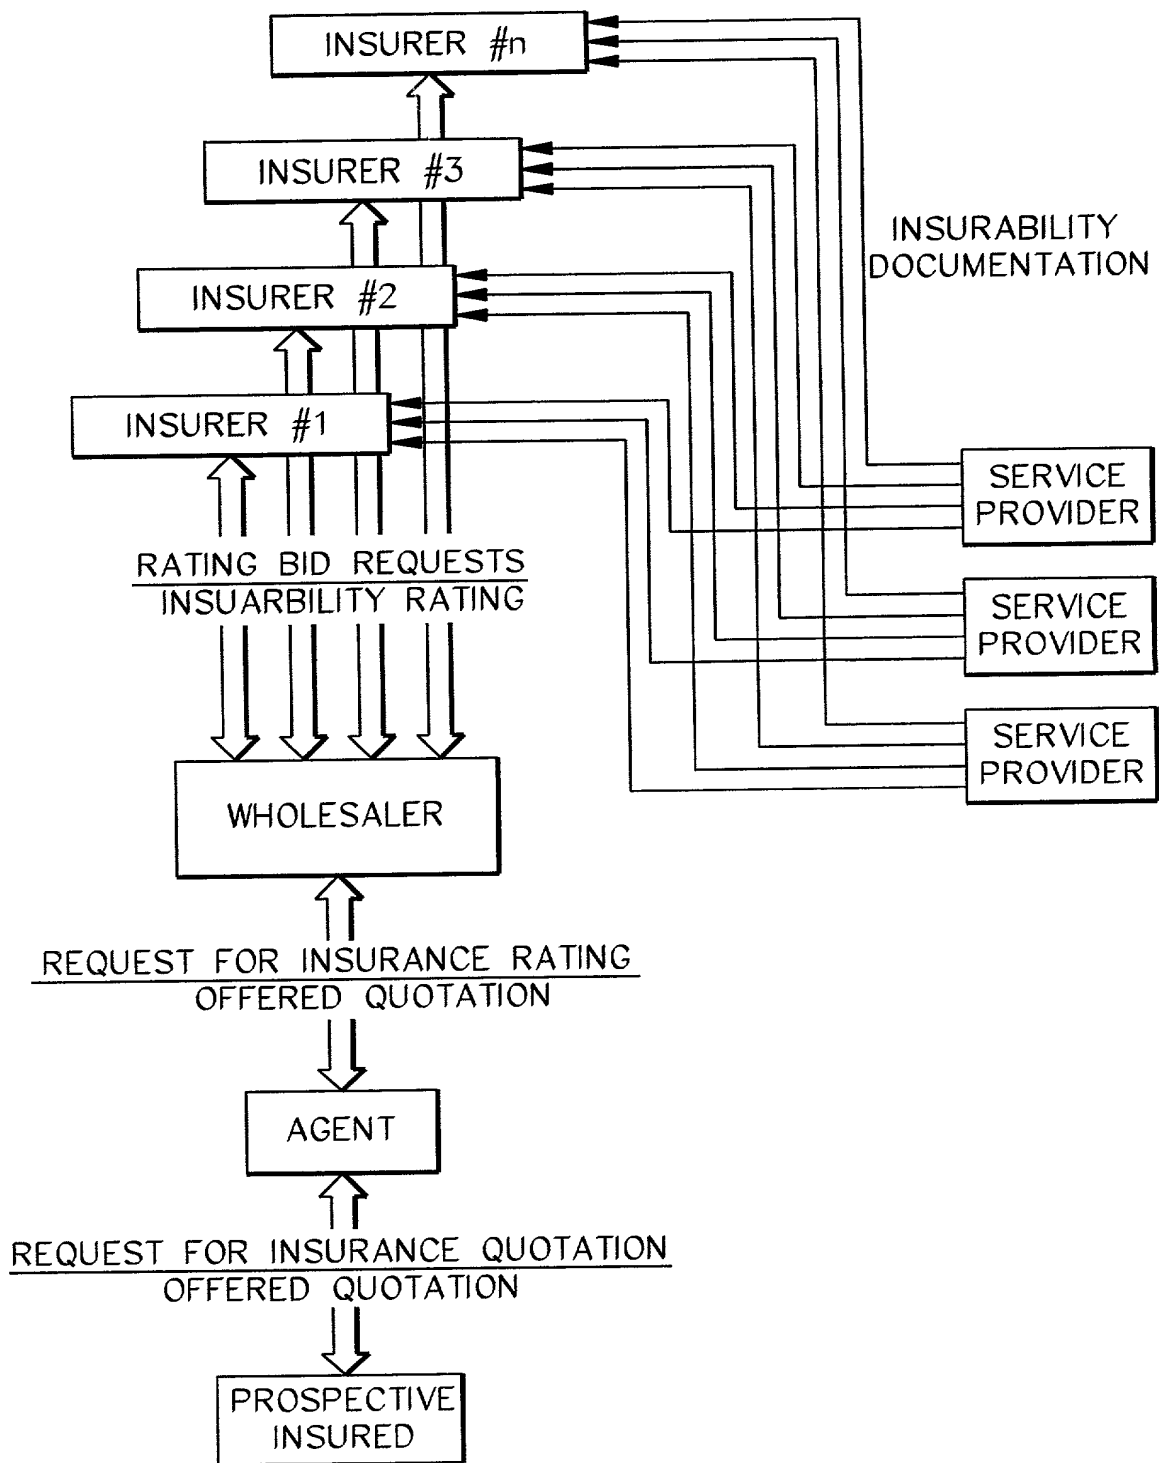 INSURER #n
INSURER #3
INSURABILITY
DOCUMENTATION
INSURER #2
INSURER #1
SERVICE
PROVIDER
RATING BID REQUESTS
INSUARBILITY RATING
SERVICE
PROVIDER
SERVICE
PROVIDER
WHOLESALER
REQUEST FOR INSURANCE RATING
OFFERED QUOTATION
AGENT
REQUEST FOR INSURANCE QUOTATION
OFFERED QUOTATION
PROSPECTIVE
INSURED